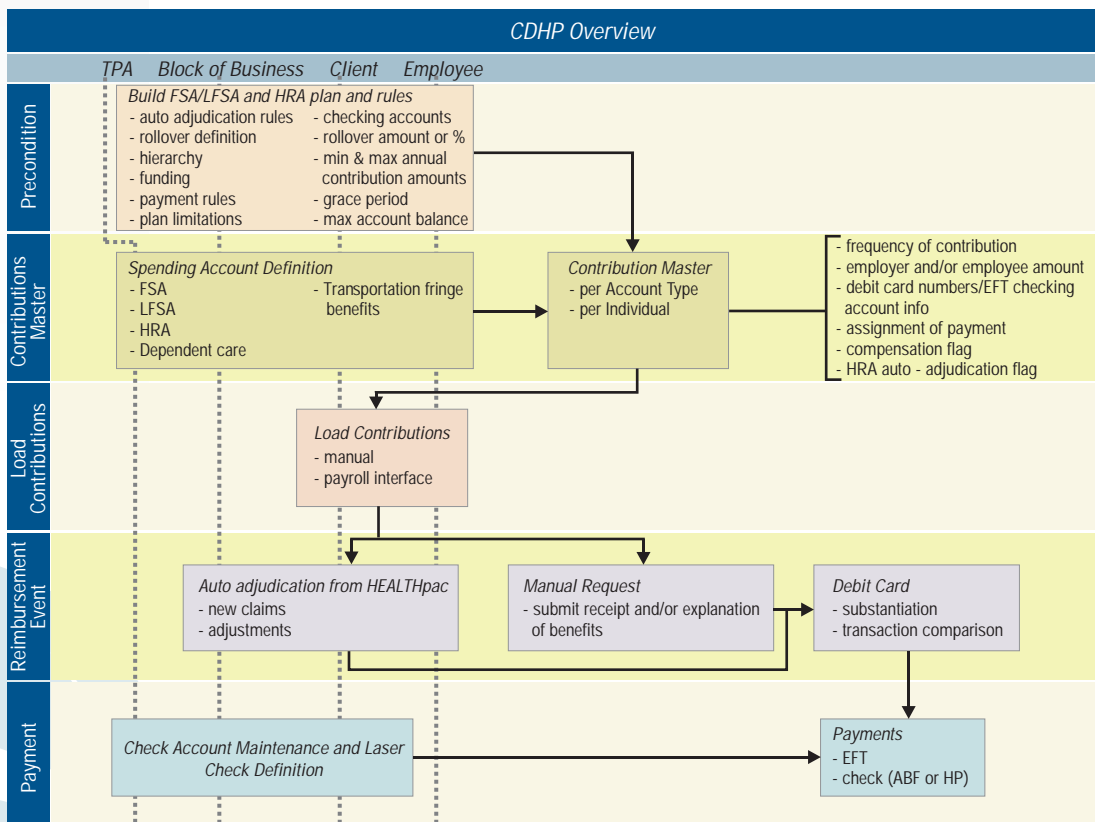 CDHP Overview
TPA
Block of Business
Client
Employee
Precondition
Build FSA/LFSA and HRA plan and rules
- auto adjudication rules
- rollover definition
- hierarchy
- funding
- payment rules
- plan limitations
- checking accounts
- rollover amount or %
- min & max annual
contribution amounts
- grace period
- max account balance
Contributions
Master
Spending Account Definition
- FSA
- LFSA
- HRA
- Dependent care
- Transportation fringe
benefits
Contribution Master
- per Account Type
- per Individual
- frequency of contribution
- employer and/or employee amount
- debit card numbers/EFT checking
account info
- assignment of payment
- compensation flag
- HRA auto - adjudication flag
Load
Contributions
Load Contributions
- manual
- payroll interface
Reimbursement
Event
Auto adjudication from HEALTHpac
- new claims
- adjustments
Manual Request
- submit receipt and/or explanation
of benefits
Debit Card
- substantiation
- transaction comparison
Payment
Check Account Maintenance and Laser
Check Definition
Payments
- EFT
- check (ABF or HP)